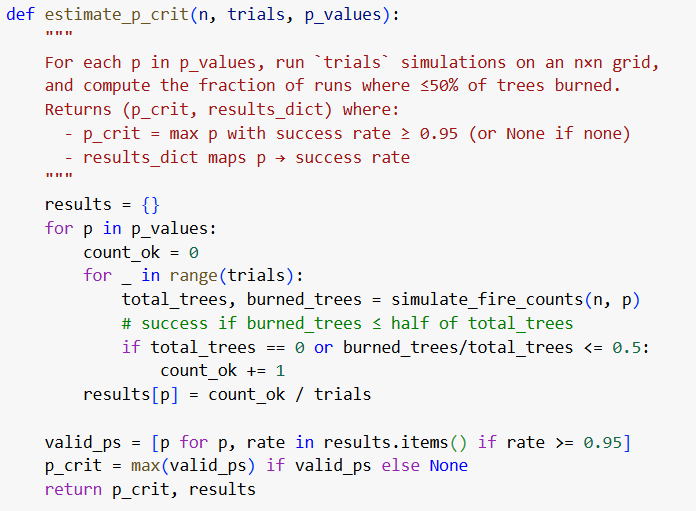 def estimate_p_crit(n, trials, p_values):
    """
    For each p in p_values, run `trials` simulations on an n×n grid,
    and compute the fraction of runs where ≤50% of trees burned.
    Returns (p_crit, results_dict) where:
      - p_crit = max p with success rate ≥ 0.95 (or None if none)
      - results_dict maps p → success rate
    """
    results = {}
    for p in p_values:
        count_ok = 0
        for _ in range(trials):
            total_trees, burned_trees = simulate_fire_counts(n, p)
            # success if burned_trees ≤ half of total_trees
            if total_trees == 0 or burned_trees/total_trees <= 0.5:
                count_ok += 1
        results[p] = count_ok / trials

    valid_ps = [p for p, rate in results.items() if rate >= 0.95]
    p_crit = max(valid_ps) if valid_ps else None
    return p_crit, results